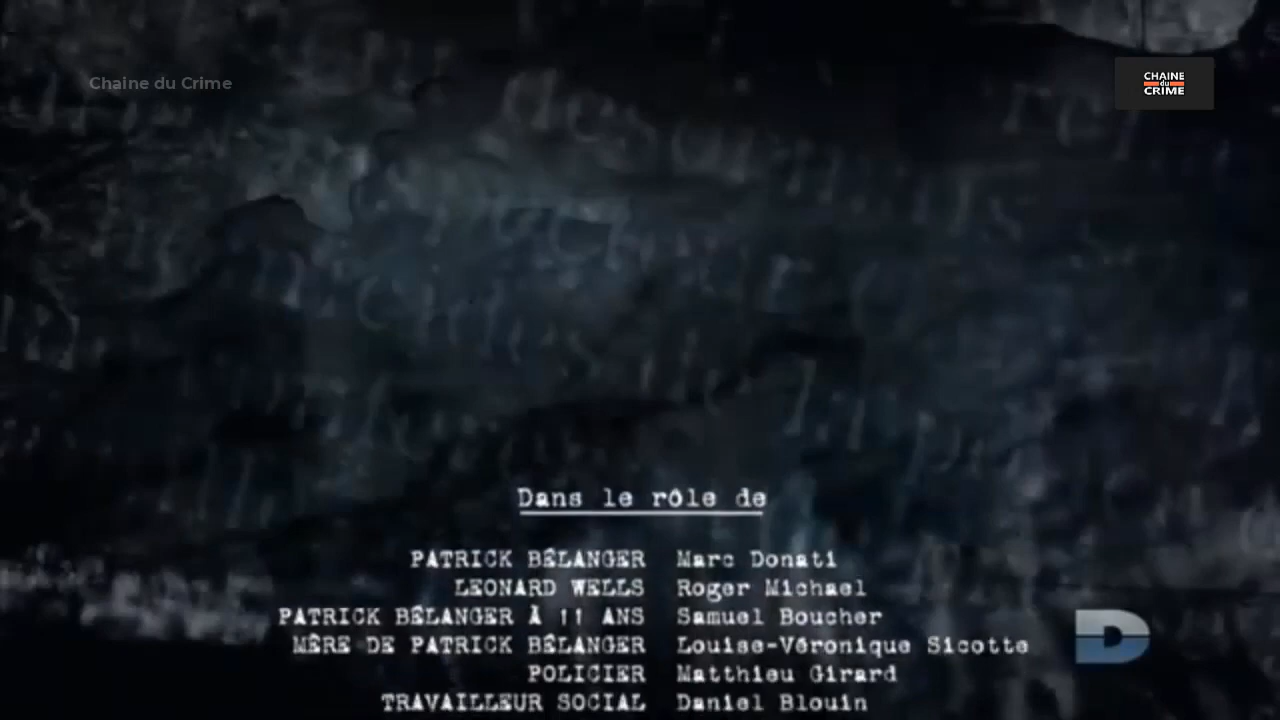 Chaine du Crime
CHAINE
du
CRIME
Dans le rôle de
PATRICK BÉLANGER Marc Donati
LEONARD WELLS Roger Michael
PATRICK BÉLANGER À 11 ANS Samuel Boucher
MÈRE DE PATRICK BÉLANGER Louise-Véronique Sicotte
POLICIER Matthieu Girard
TRAVAILLEUR SOCIAL Daniel Blouin
D